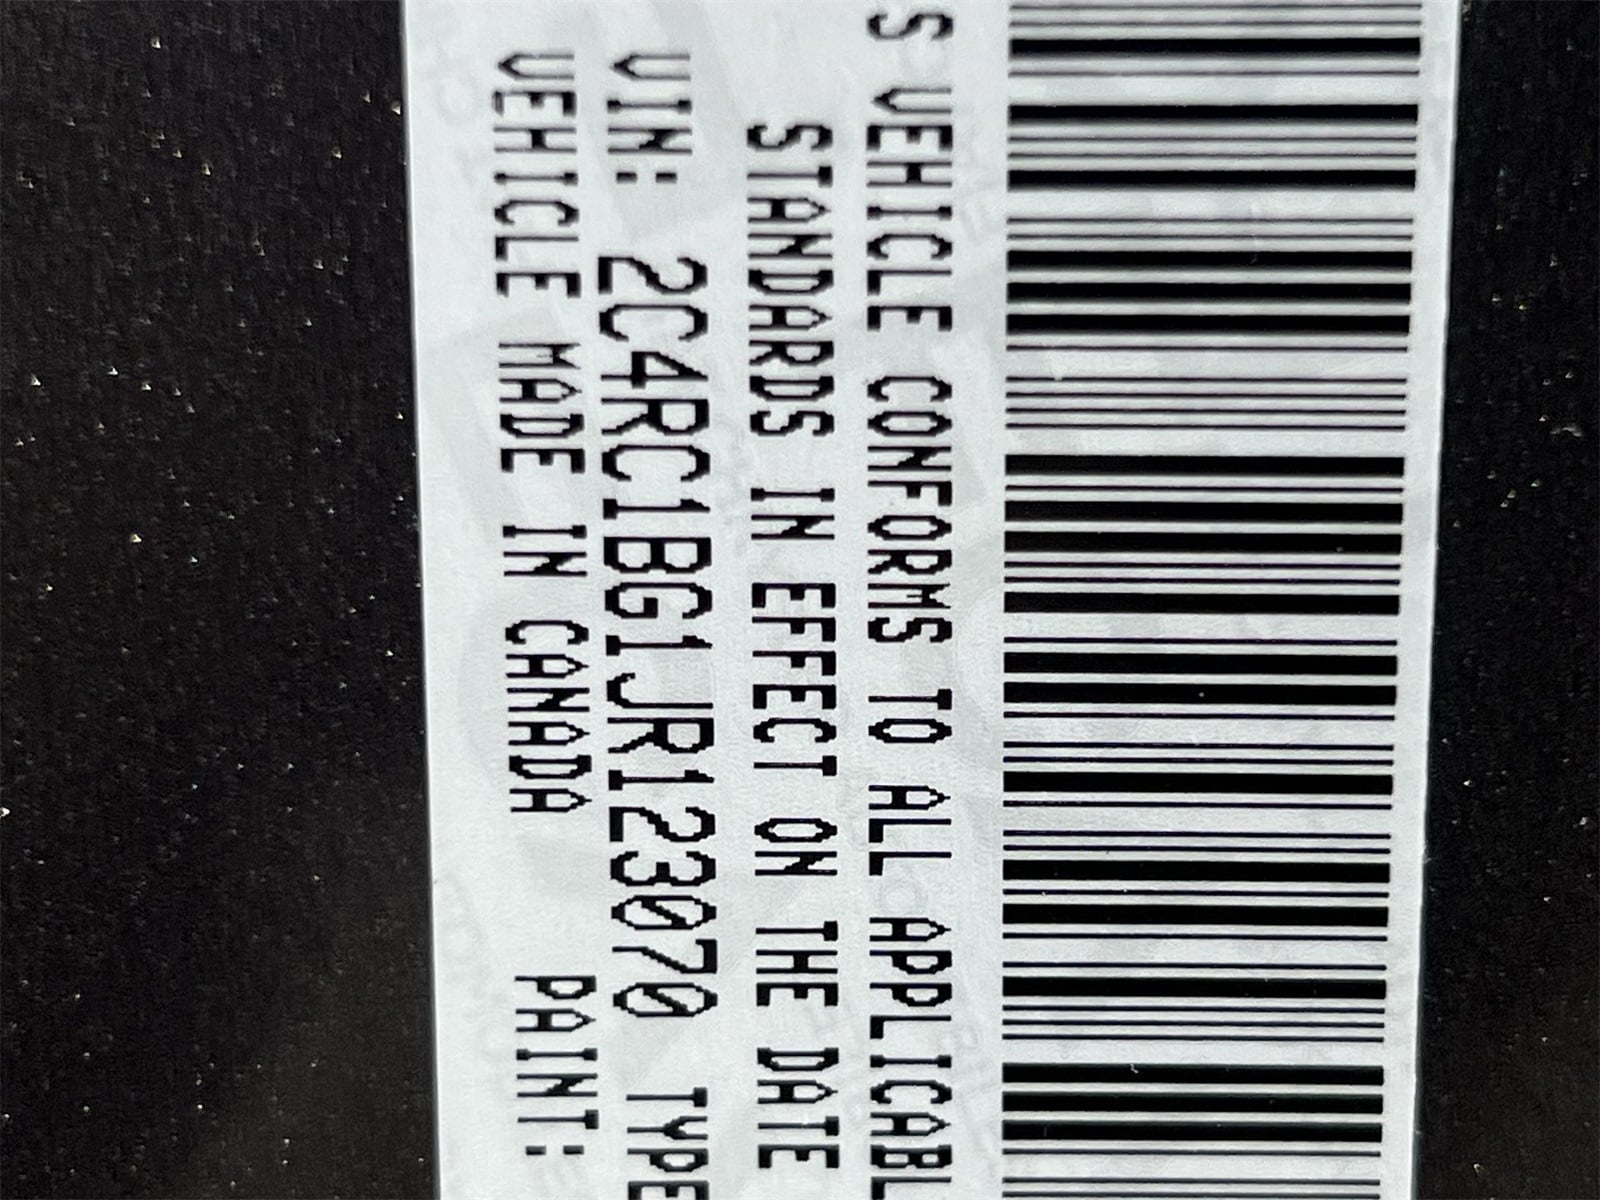 S VEHICLE CONFORMS TO ALL APPLICABL
STANDARDS IN EFFECT ON THE DATE
VIN: 2C4RC1BG1JR123070 TYPE
VEHICLE MADE IN CANADA PAINT: